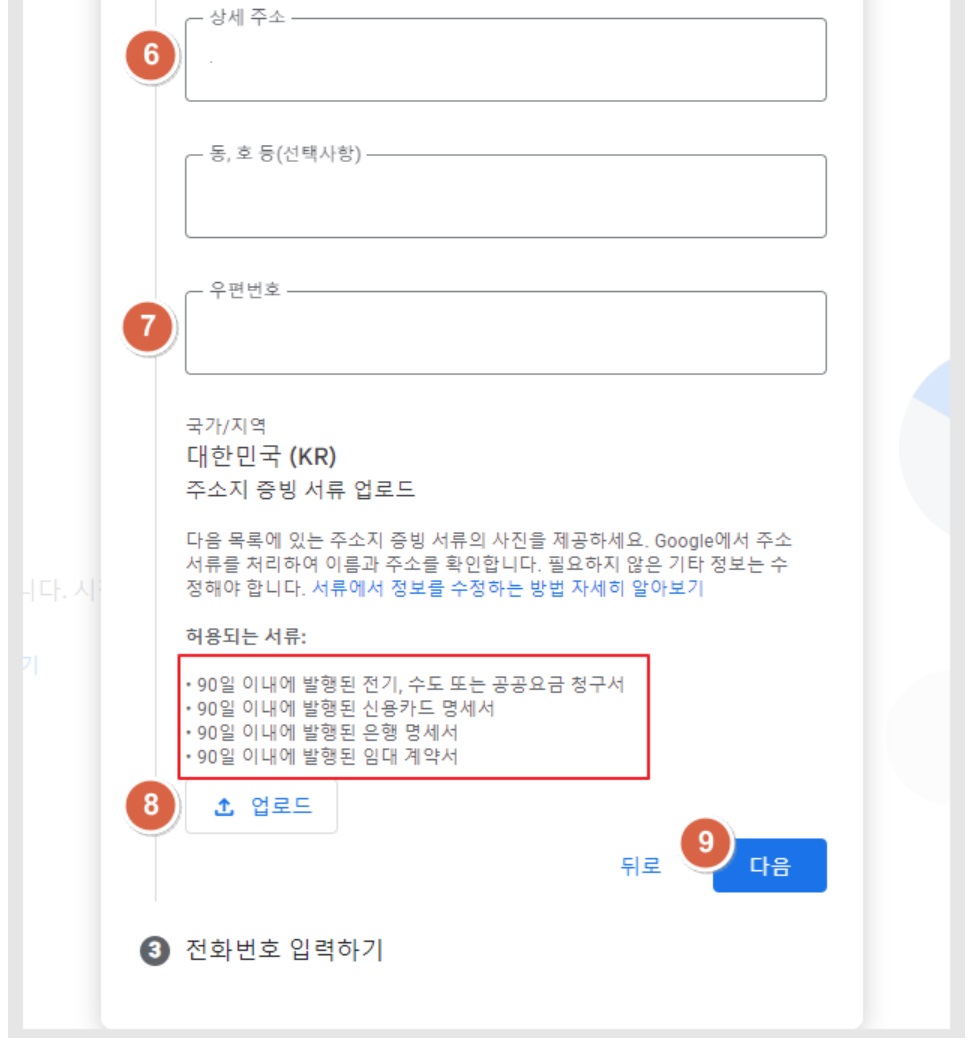 상세 주소
6
동, 호 등(선택사항)
우편번호
7
국가/지역
대한민국 (KR)
주소지 증빙 서류 업로드
다음 목록에 있는 주소지 증빙 서류의 사진을 제공하세요. Google에서 주소
서류를 처리하여 이름과 주소를 확인합니다. 필요하지 않은 기타 정보는 수
정해야 합니다. 서류에서 정보를 수정하는 방법 자세히 알아보기
니다. 시
기
허용되는 서류:
• 90일 이내에 발행된 전기, 수도 또는 공공요금 청구서
• 90일 이내에 발행된 신용카드 명세서
• 90일 이내에 발행된 은행 명세서
• 90일 이내에 발행된 임대 계약서
8
업로드
뒤로
9
다음
3 전화번호 입력하기